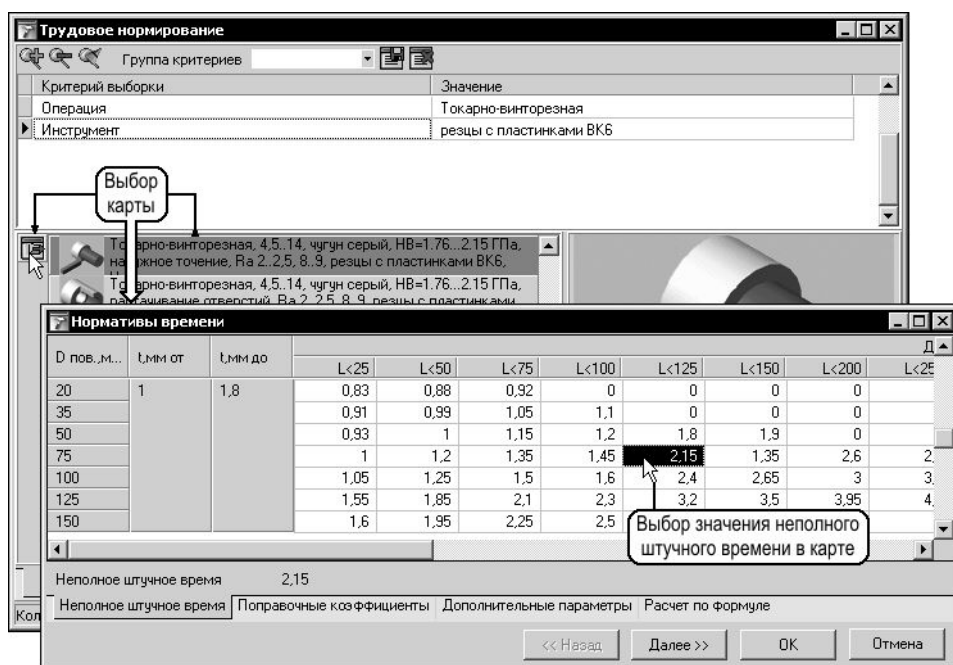 Трудовое нормирование
Группа критериев
Критерий выборки Значение
Операция Токарно-винторезная
Инструмент резцы с пластинками ВК6
Выбор
карты
Токарно-винторезная, 4,5..14, чугун серый, НВ=1.76...2.15 ГПа,
наружное точение, Ra 2..2,5, 8..9, резцы с пластинками ВК6,
Токарно-винторезная, 4,5..14, чугун серый, НВ=1.76...2.15 ГПа,
растачивание отверстий, Ra 2..2,5, 8..9, резцы с пластинками
Нормативы времени
D пов.,м... t,мм от t,мм до Д
L<25 L<50 L<75 L<100 L<125 L<150 L<200 L<25
20 1 1,8 0,83 0,88 0,92 0 0 0 0
35 0,91 0,99 1,05 1,1 0 0 0
50 0,93 1 1,15 1,2 1,8 1,9 0
75 1 1,2 1,35 1,45 2,15 1,35 2,6 2,
100 1,05 1,25 1,5 1,6 2,4 2,65 3 3,
125 1,55 1,85 2,1 2,3 3,2 3,5 3,95 4,
150 1,6 1,95 2,25 2,5
Выбор значения неполного
штучного времени в карте
Неполное штучное время 2,15
Неполное штучное время Поправочные коэффициенты Дополнительные параметры Расчет по формуле
Кол
<< Назад Далее >> OK Отмена